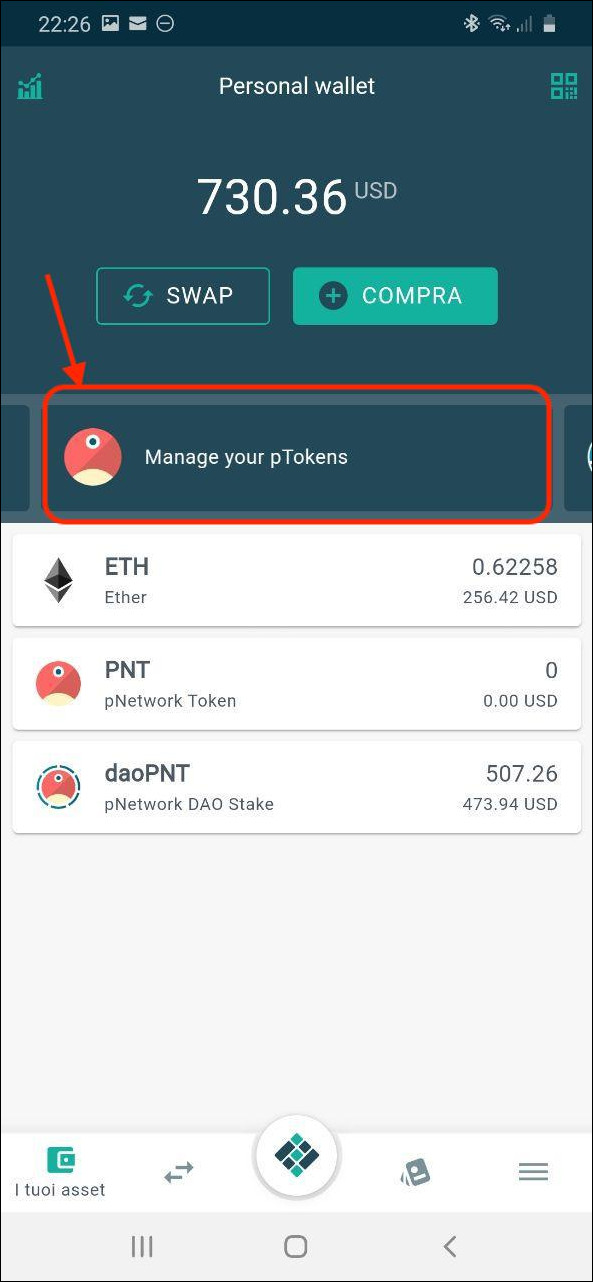 22:26
Personal wallet
730.36 USD
SWAP
COMPRA
Manage your pTokens
ETH
0.62258
Ether
256.42 USD
PNT
0
pNetwork Token
0.00 USD
daoPNT
507.26
pNetwork DAO Stake
473.94 USD
I tuoi asset